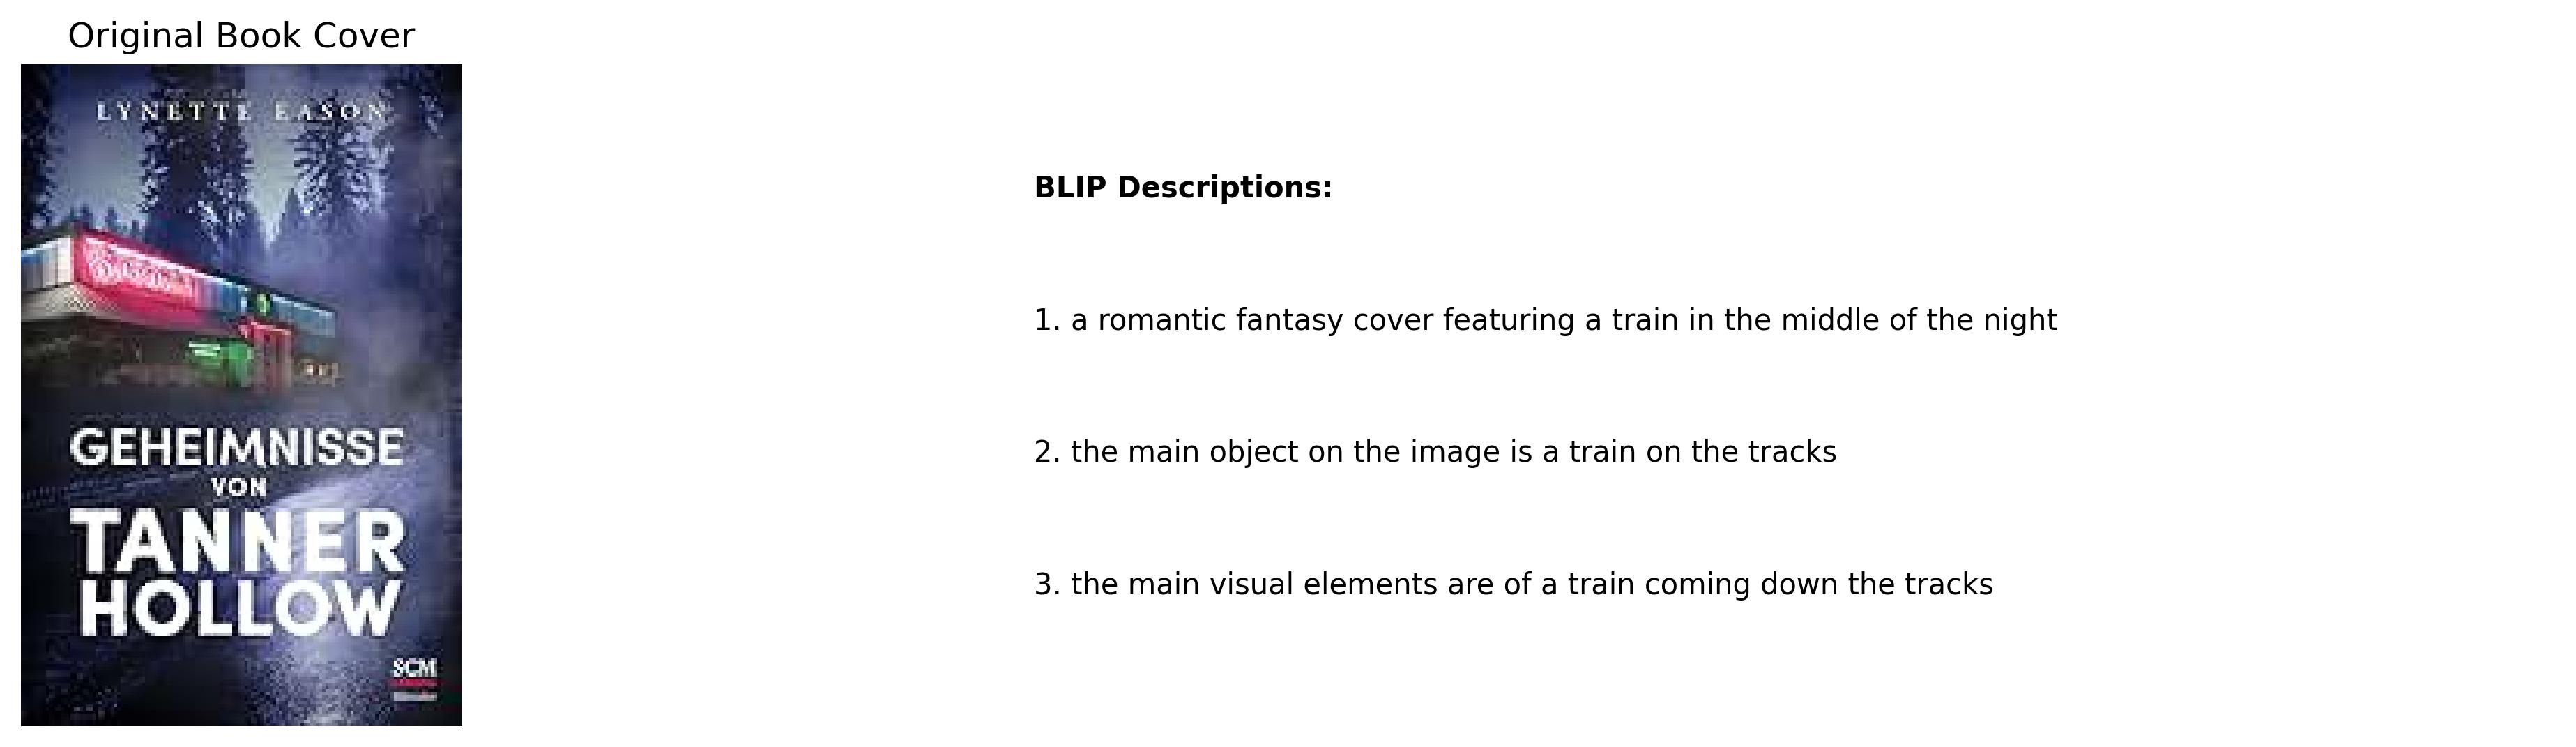 Original Book Cover
LYNETTE EASON
GEHEIMNISSE
VON
TANNER
HOLLOW
SCM
BLIP Descriptions:
1. a romantic fantasy cover featuring a train in the middle of the night
2. the main object on the image is a train on the tracks
3. the main visual elements are of a train coming down the tracks